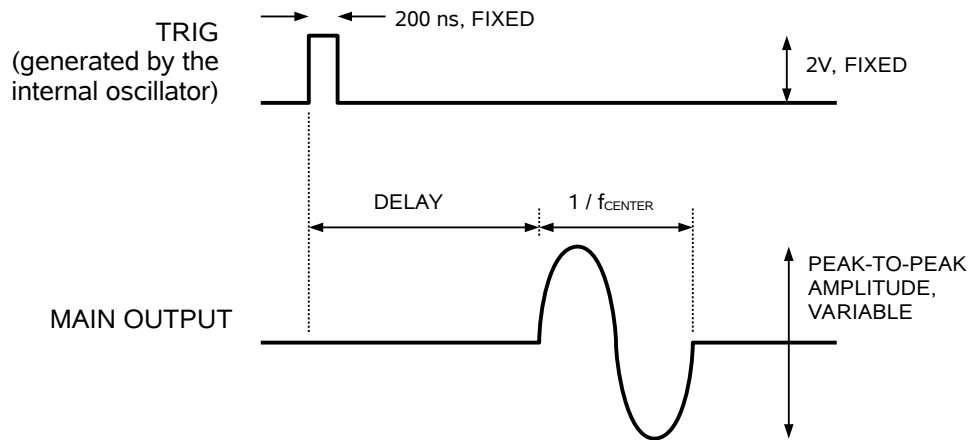 200 ns, FIXED
TRIG
(generated by the
internal oscillator)
2V, FIXED
DELAY
1 / fCENTER
PEAK-TO-PEAK
AMPLITUDE,
VARIABLE
MAIN OUTPUT